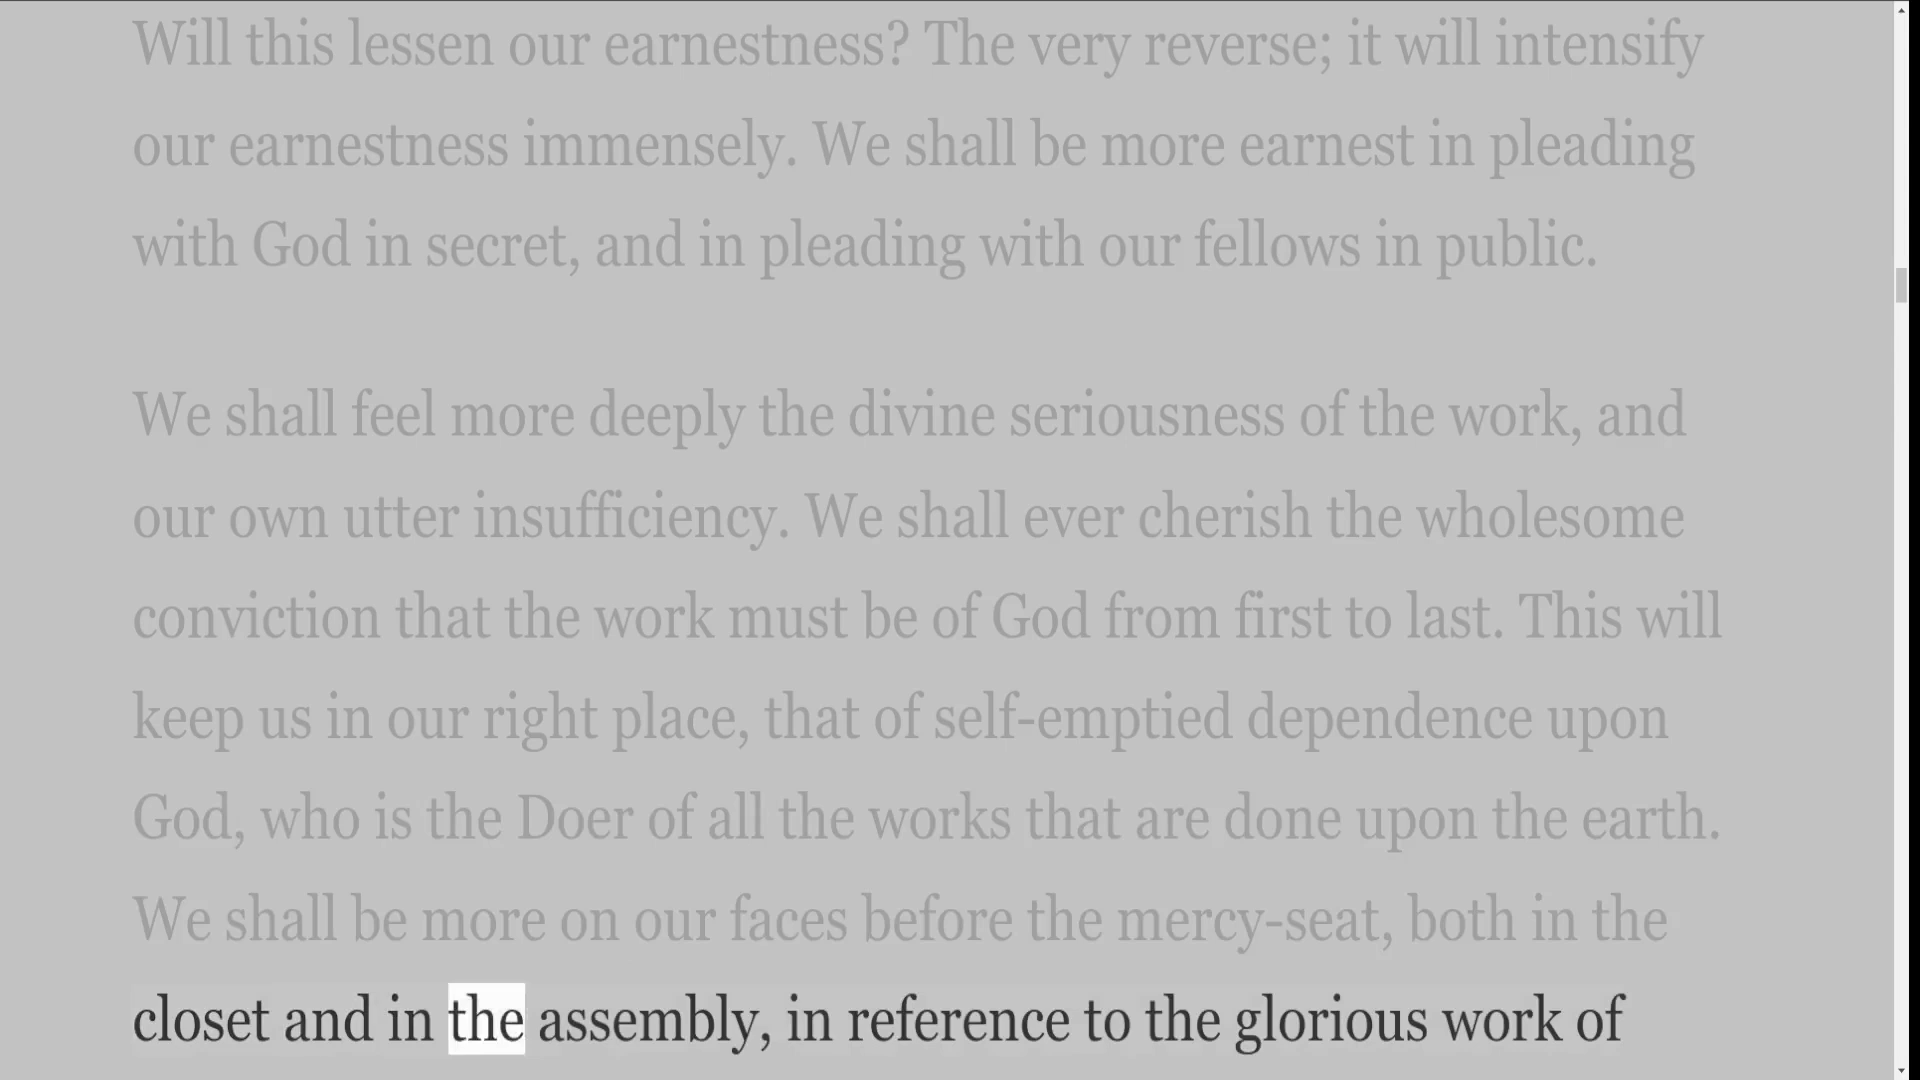 Will this lessen our earnestness? The very reverse; it will intensify
our earnestness immensely. We shall be more earnest in pleading
with God in secret, and in pleading with our fellows in public.
We shall feel more deeply the divine seriousness of the work, and
our own utter insufficiency. We shall ever cherish the wholesome
conviction that the work must be of God from first to last. This will
keep us in our right place, that of self-emptied dependence upon
God, who is the Doer of all the works that are done upon the earth.
We shall be more on our faces before the mercy-seat, both in the
closet and in the assembly, in reference to the glorious work of